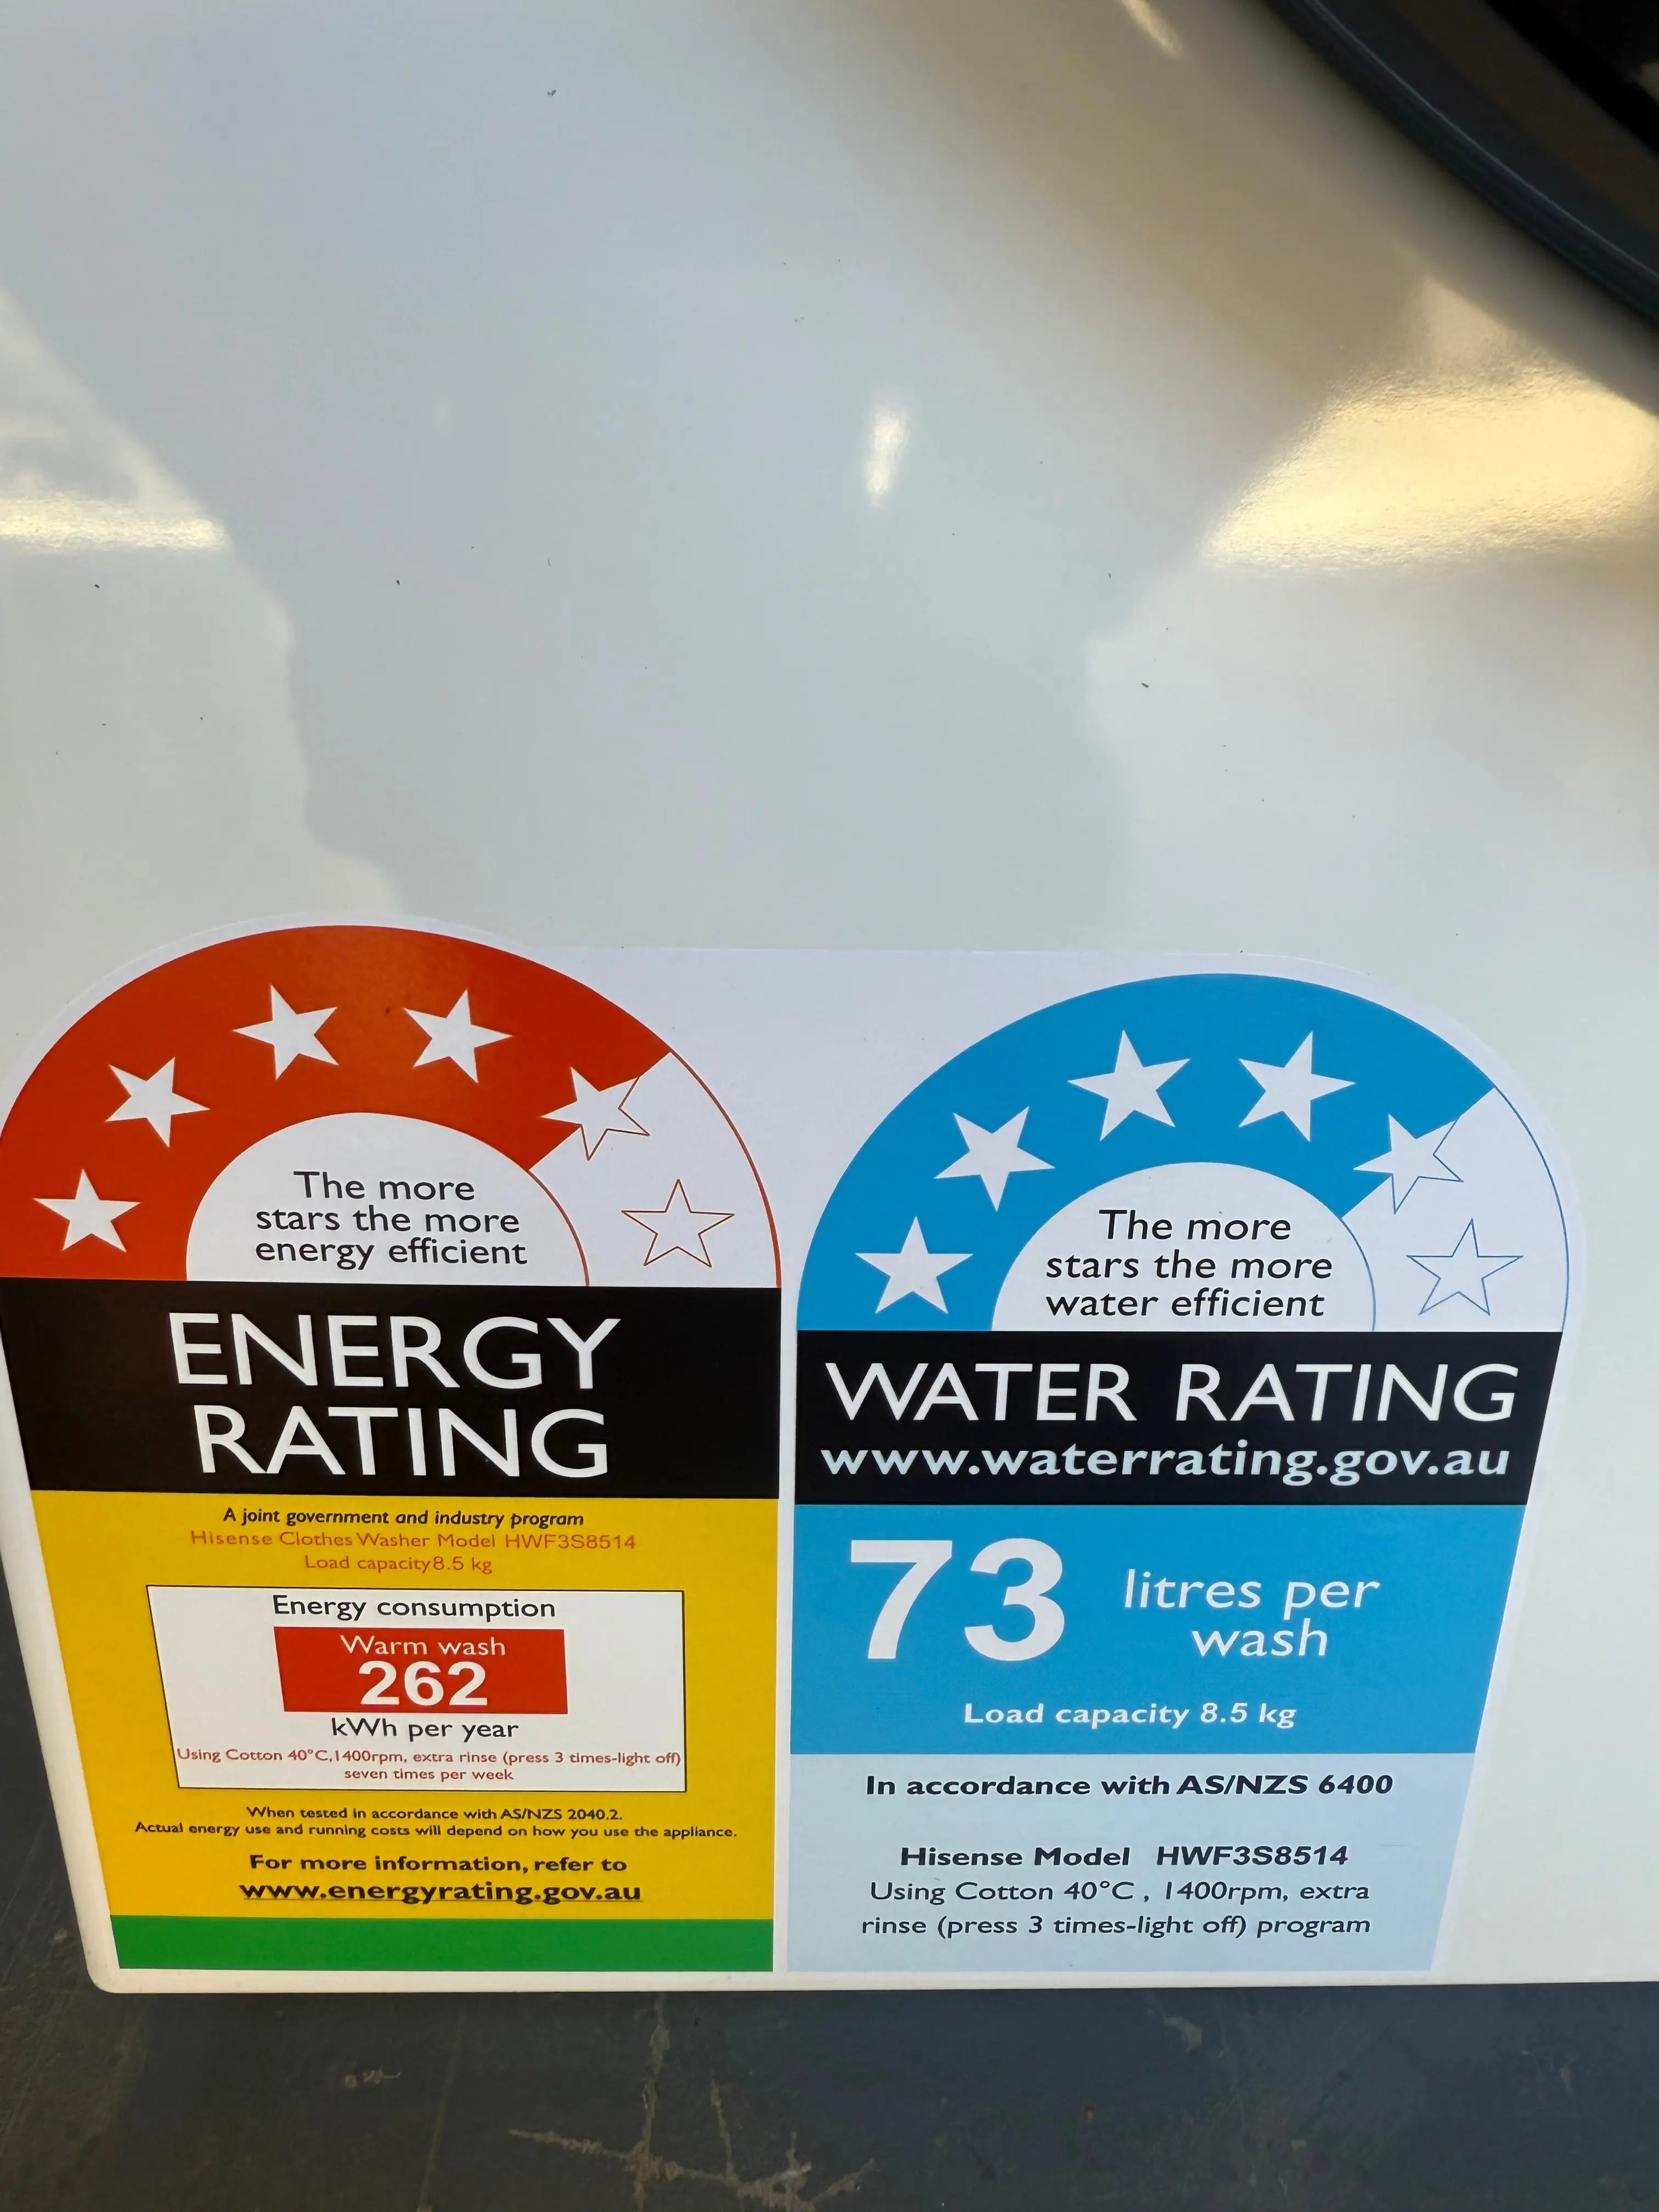 The more
stars the more
energy efficient
ENERGY
RATING
A joint government and industry program
Hisense Clothes Washer Model HWF3S8514
Load capacity8.5 kg
Energy consumption
Warm wash
262
kWh per year
Using Cotton 40°C,1400rpm, extra rinse (press 3 times-light off)
seven times per week
When tested in accordance with AS/NZS 2040.2.
Actual energy use and running costs will depend on how you use the appliance.
For more information, refer to
www.energyrating.gov.au
The more
stars the more
water efficient
WATER RATING
www.waterrating.gov.au
73 litres per
wash
Load capacity 8.5 kg
In accordance with AS/NZS 6400
Hisense Model HWF3S8514
Using Cotton 40°C , 1400rpm, extra
rinse (press 3 times-light off) program